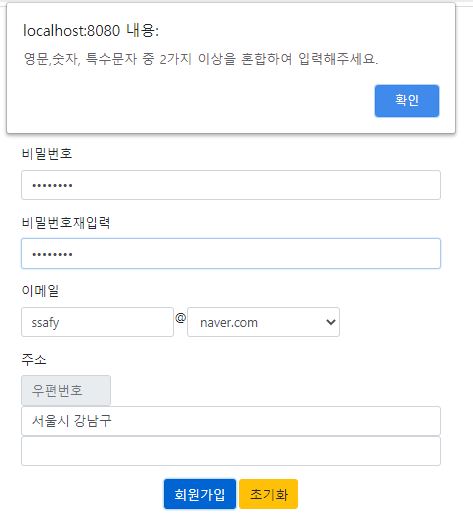 localhost:8080 내용:
영문,숫자, 특수문자 중 2가지 이상을 혼합하여 입력해주세요.
확인
비밀번호
••••••••
비밀번호재입력
••••••••
이메일
ssafy @ naver.com
주소
우편번호
서울시 강남구
회원가입 초기화